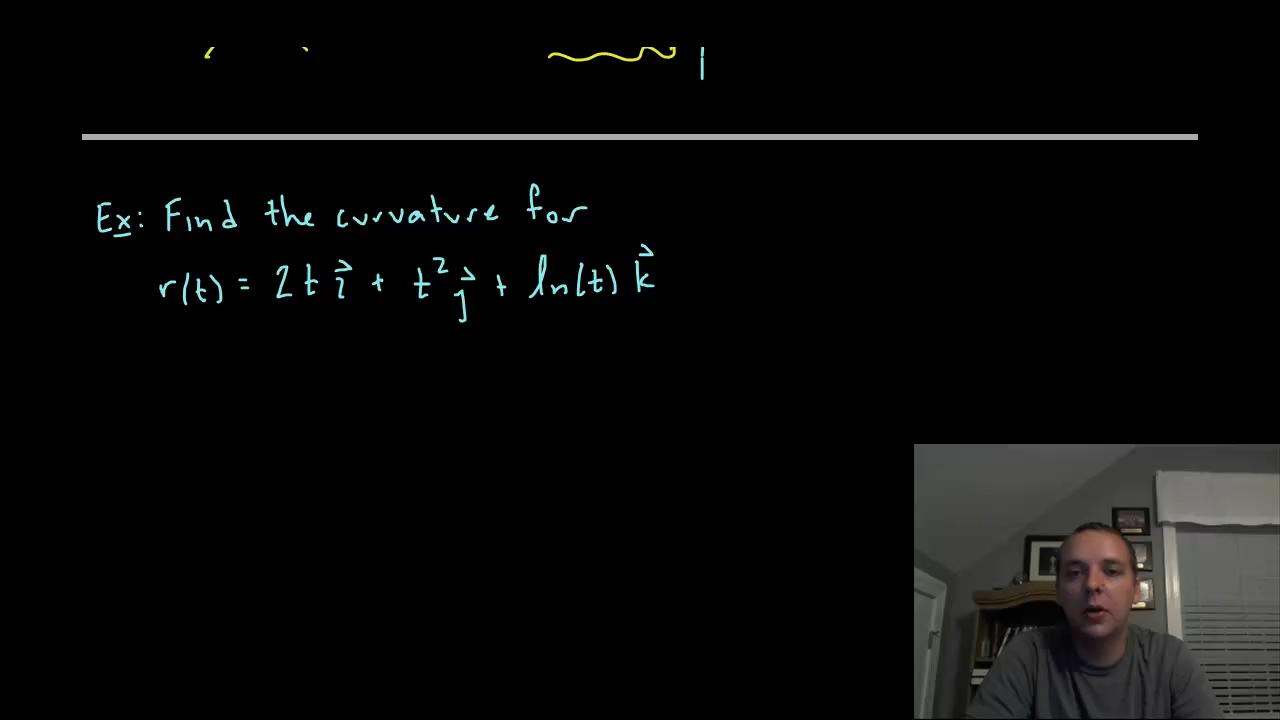 Ex: Find the curvature for
r(t) = 2t i⃗ + t² j⃗ + ln(t) k⃗